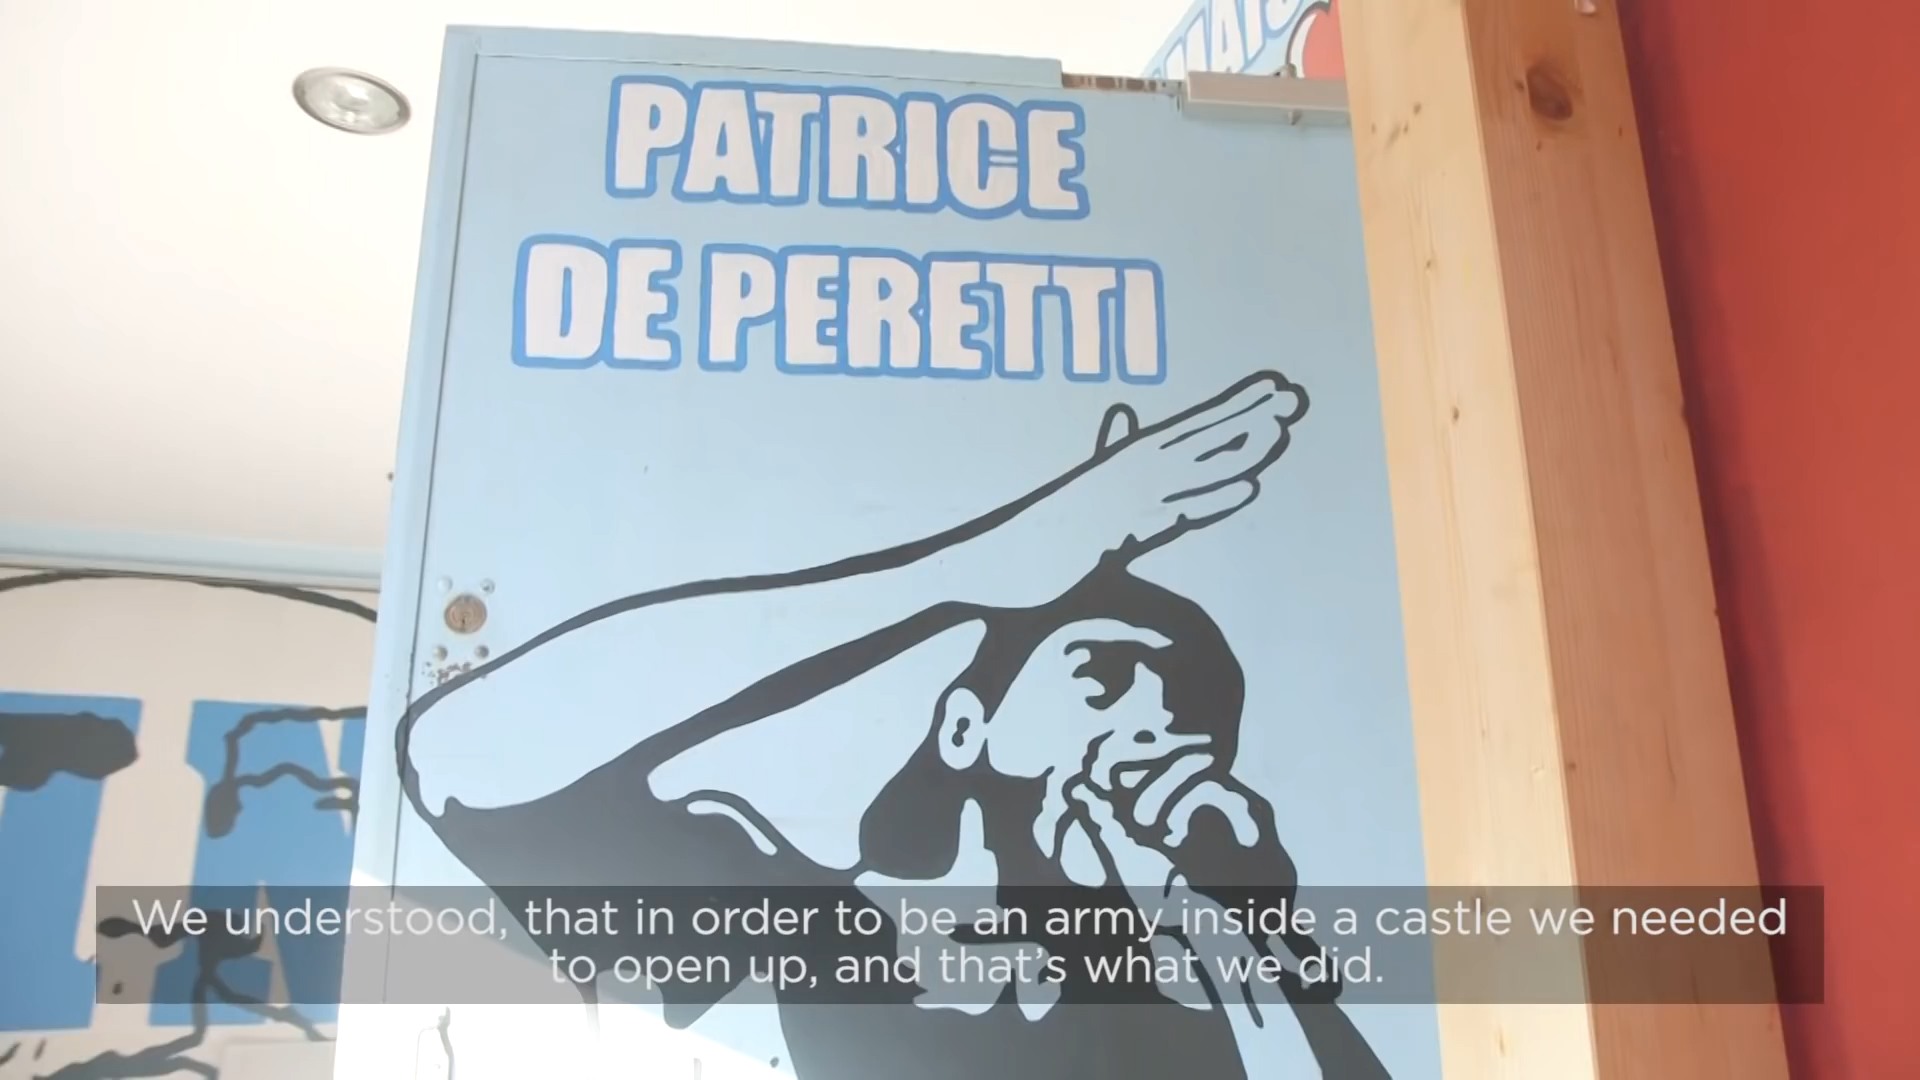 MAIS
PATRICE
DE PERETTI
We understood, that in order to be an army inside a castle we needed
to open up, and that's what we did.